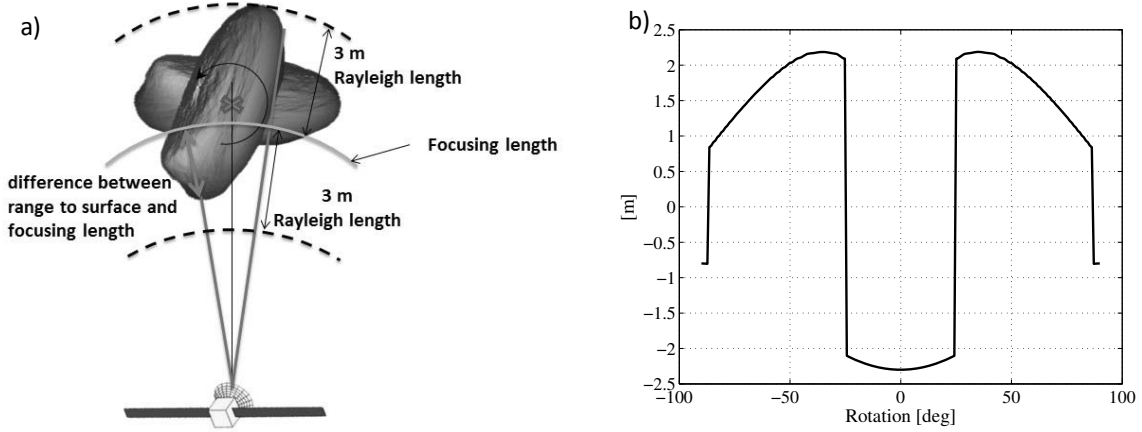 a)
3 m
Rayleigh length
Focusing length
difference between
range to surface and
focusing length
3 m
Rayleigh length
b)
2.5
2
1.5
1
0.5
0
−0.5
−1
−1.5
−2
−2.5
[m]
−100
−50
0
50
100
Rotation [deg]